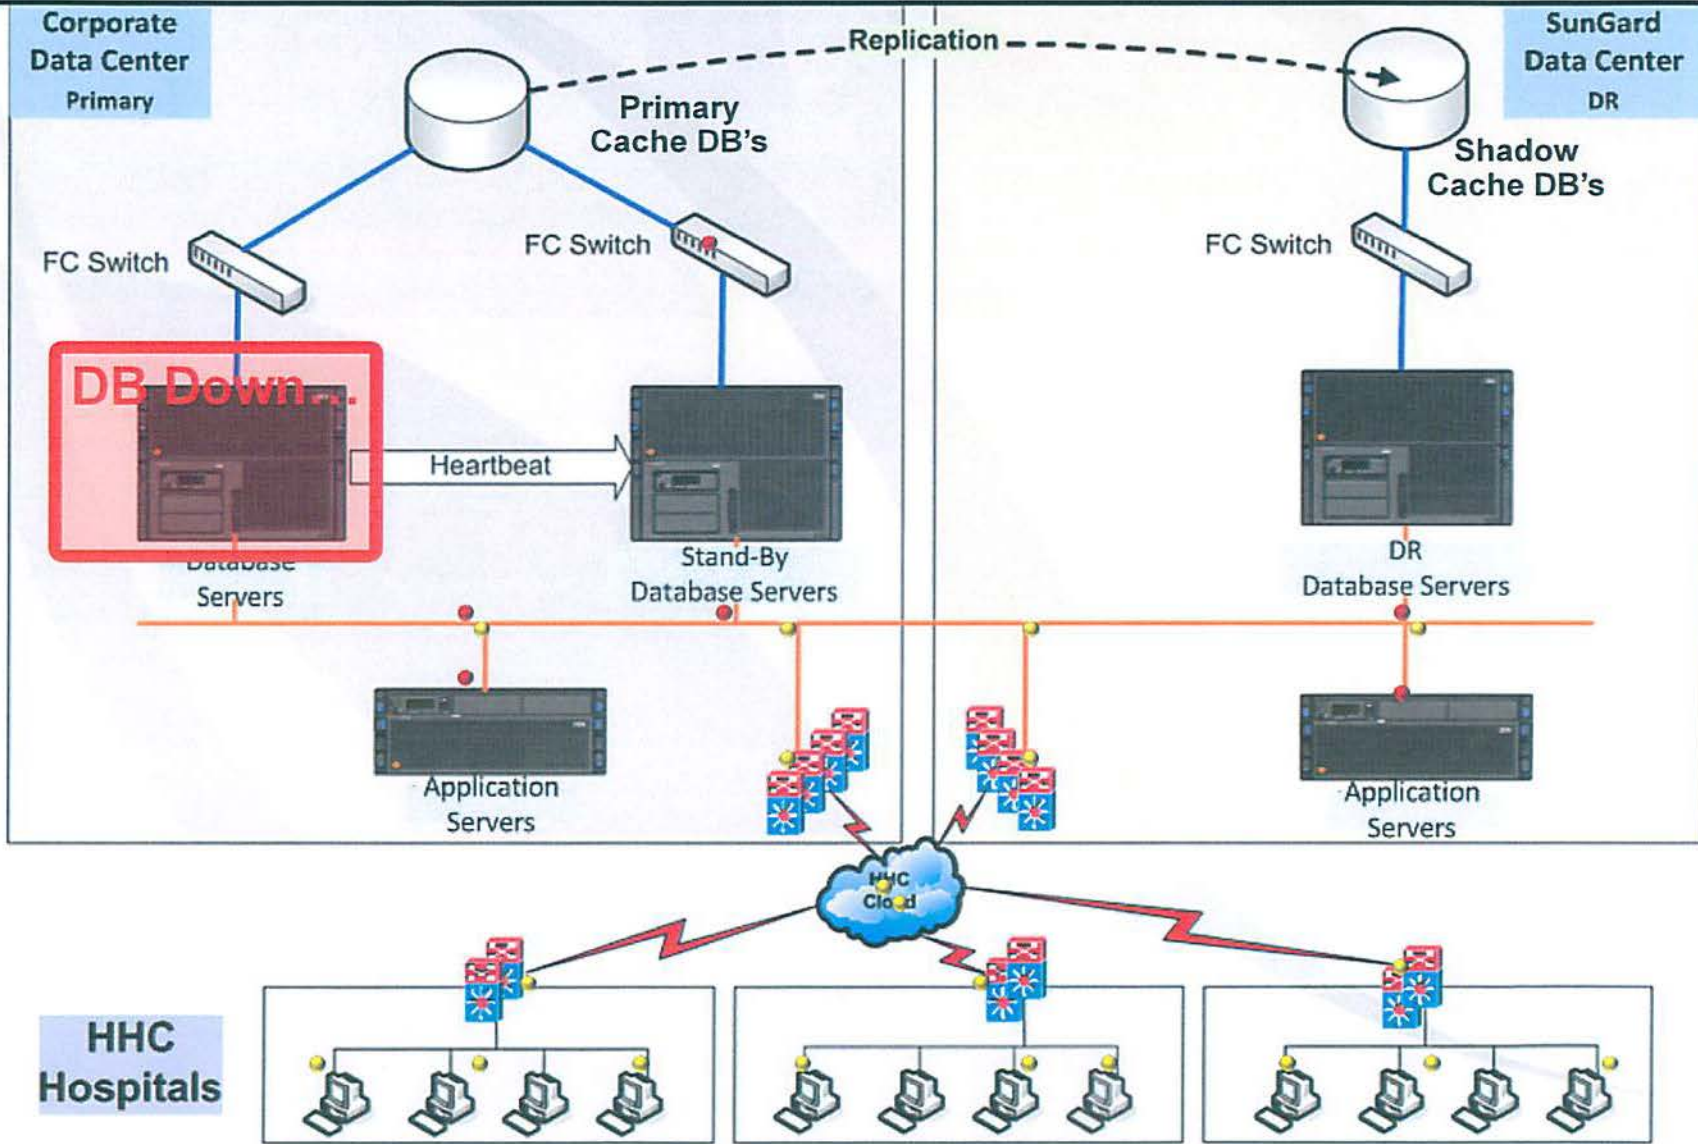 Corporate
Data Center
Primary
Replication
SunGard
Data Center
DR
Primary
Cache DB's
Shadow
Cache DB's
FC Switch
FC Switch
FC Switch
DB Down...
Heartbeat
Database
Servers
Stand-By
Database Servers
DR
Database Servers
Application
Servers
Application
Servers
HHC
Cloud
HHC
Hospitals